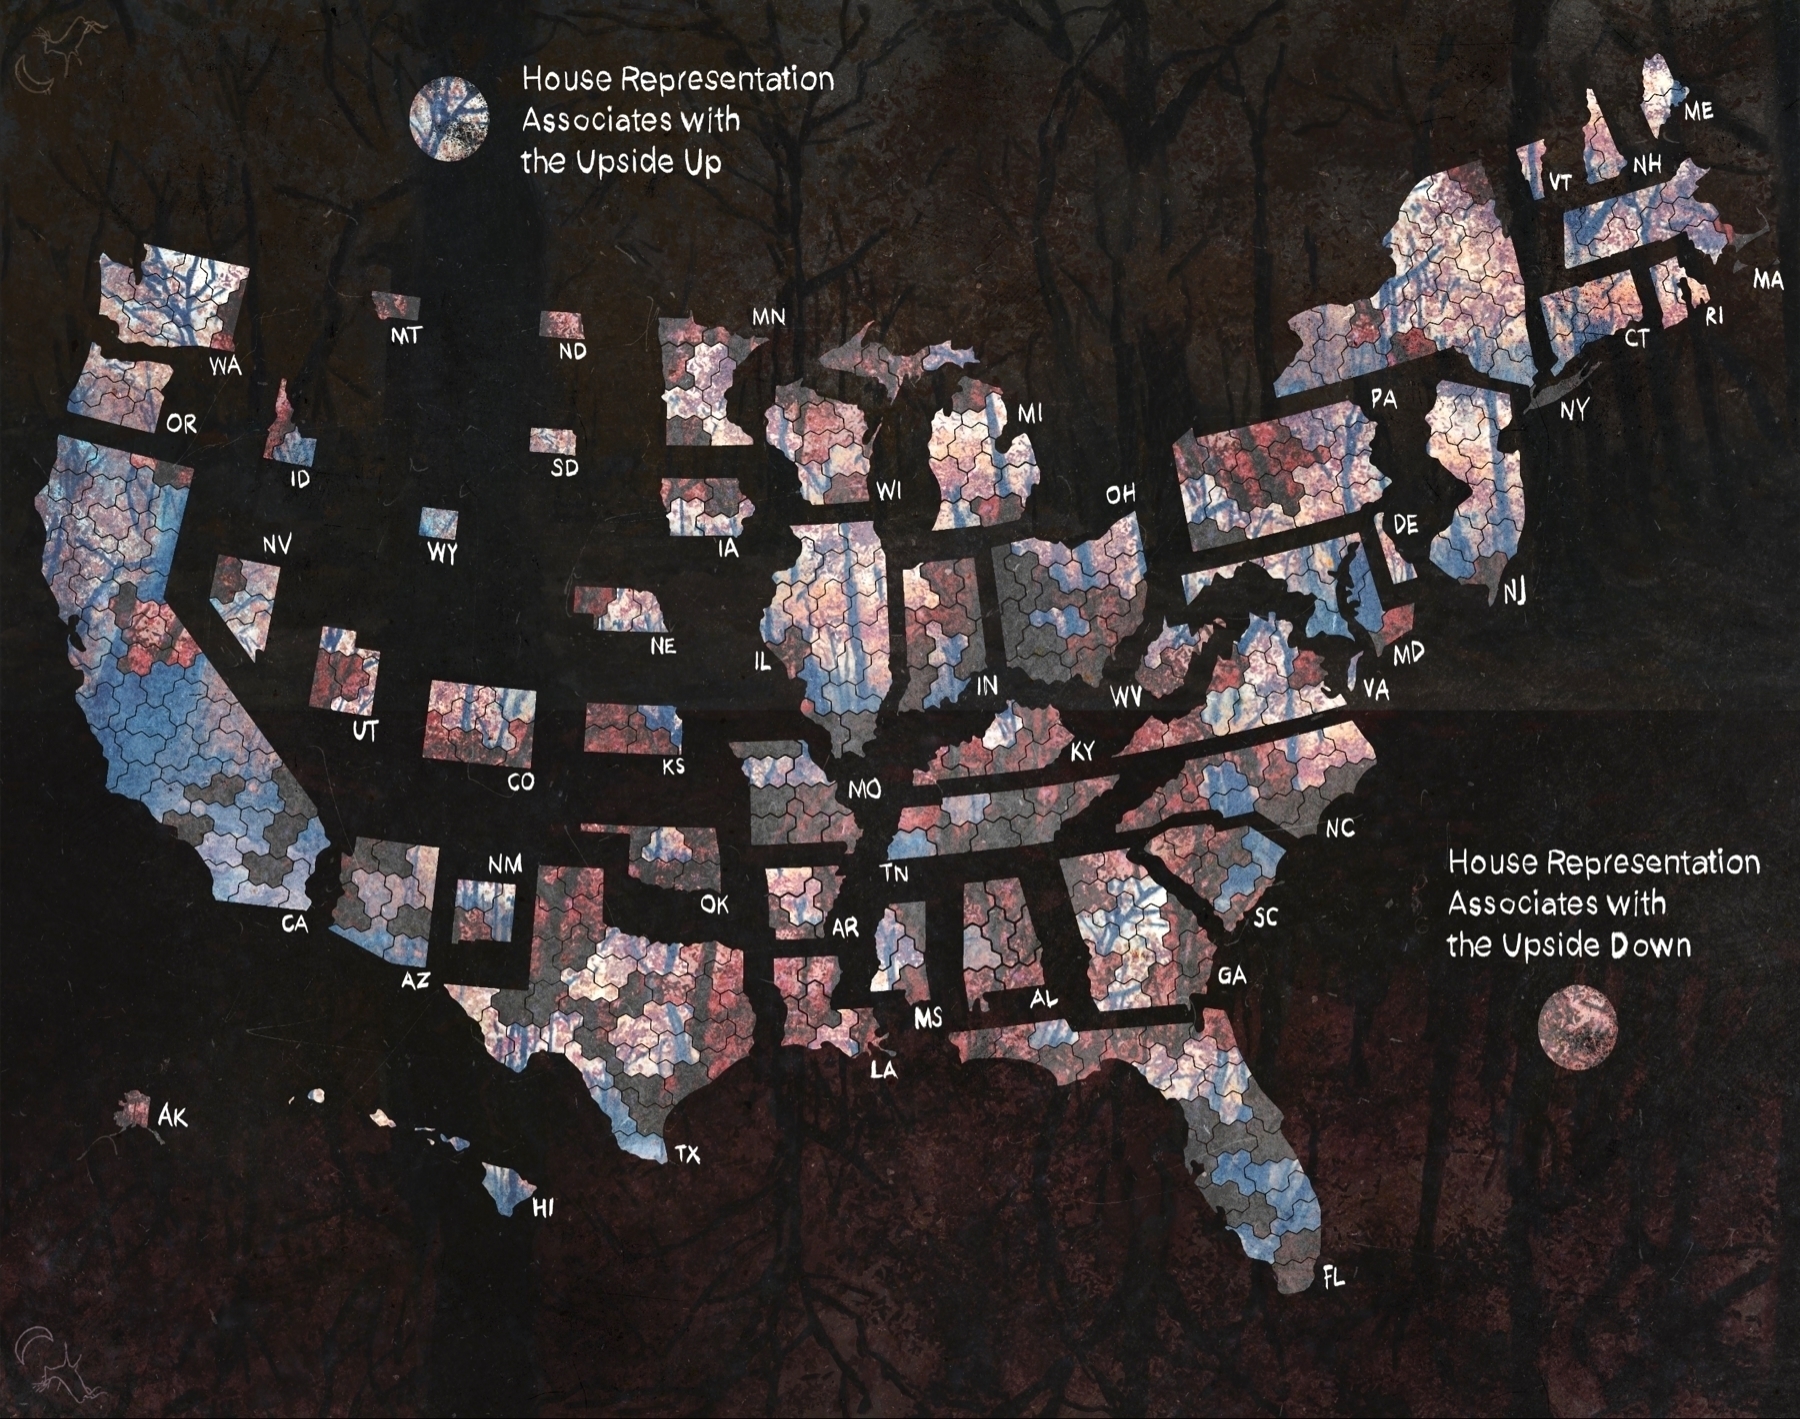 House Representation
Associates with
the Upside Up
ME
VT
NH
MA
RI
CT
NY
PA
WA
MT
ND
MN
OR
ID
SD
MI
WI
OH
DE
NJ
NV
WY
IA
NE
IL
IN
WV
MD
VA
UT
CO
KS
MO
KY
NC
CA
AZ
NM
OK
TN
AR
SC
GA
AL
MS
LA
House Representation
Associates with
the Upside Down
AK
HI
TX
FL